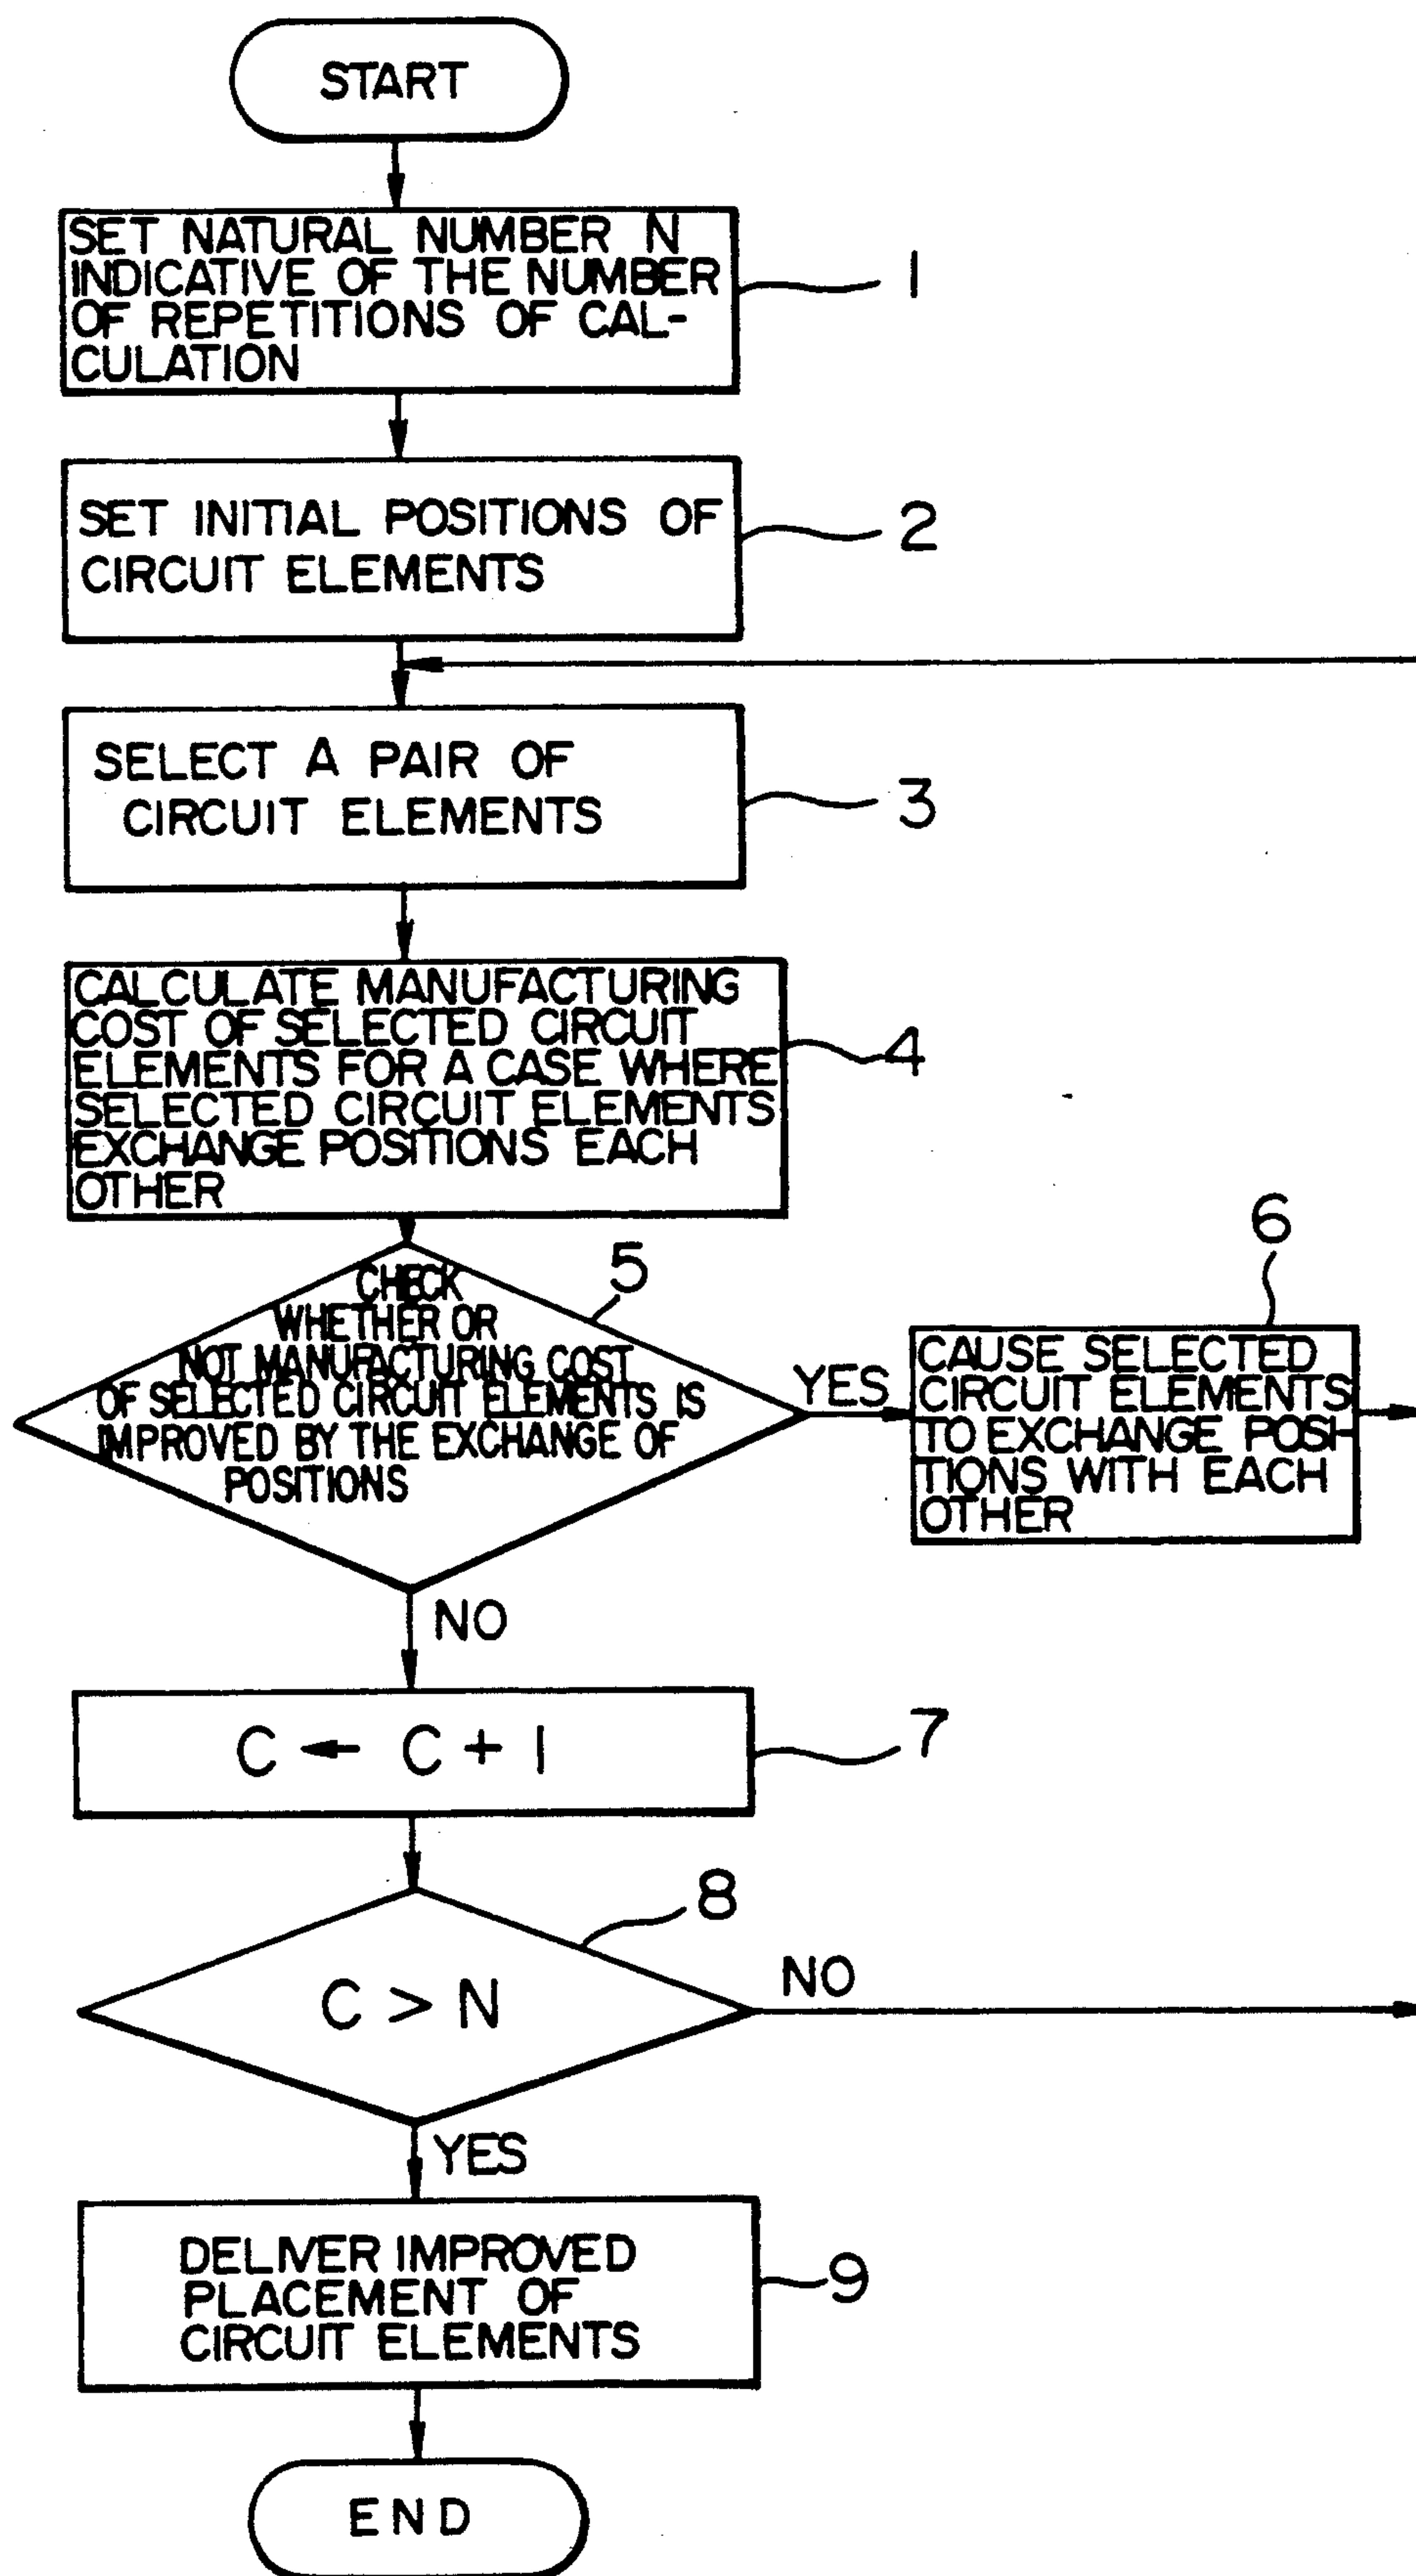 START
SET NATURAL NUMBER N
INDICATIVE OF THE NUMBER
OF REPETITIONS OF CAL-
CULATION
1
SET INITIAL POSITIONS OF
CIRCUIT ELEMENTS
2
SELECT A PAIR OF
CIRCUIT ELEMENTS
3
CALCULATE MANUFACTURING
COST OF SELECTED CIRCUIT
ELEMENTS FOR A CASE WHERE
SELECTED CIRCUIT ELEMENTS
EXCHANGE POSITIONS EACH
OTHER
4
CHECK
WHETHER OR
NOT MANUFACTURING COST
OF SELECTED CIRCUIT ELEMENTS IS
IMPROVED BY THE EXCHANGE OF
POSITIONS
5
YES
6
CAUSE SELECTED
CIRCUIT ELEMENTS
TO EXCHANGE POSI-
TIONS WITH EACH
OTHER
NO
C ← C + 1
7
C > N
8
NO
YES
DELIVER IMPROVED
PLACEMENT OF
CIRCUIT ELEMENTS
9
END